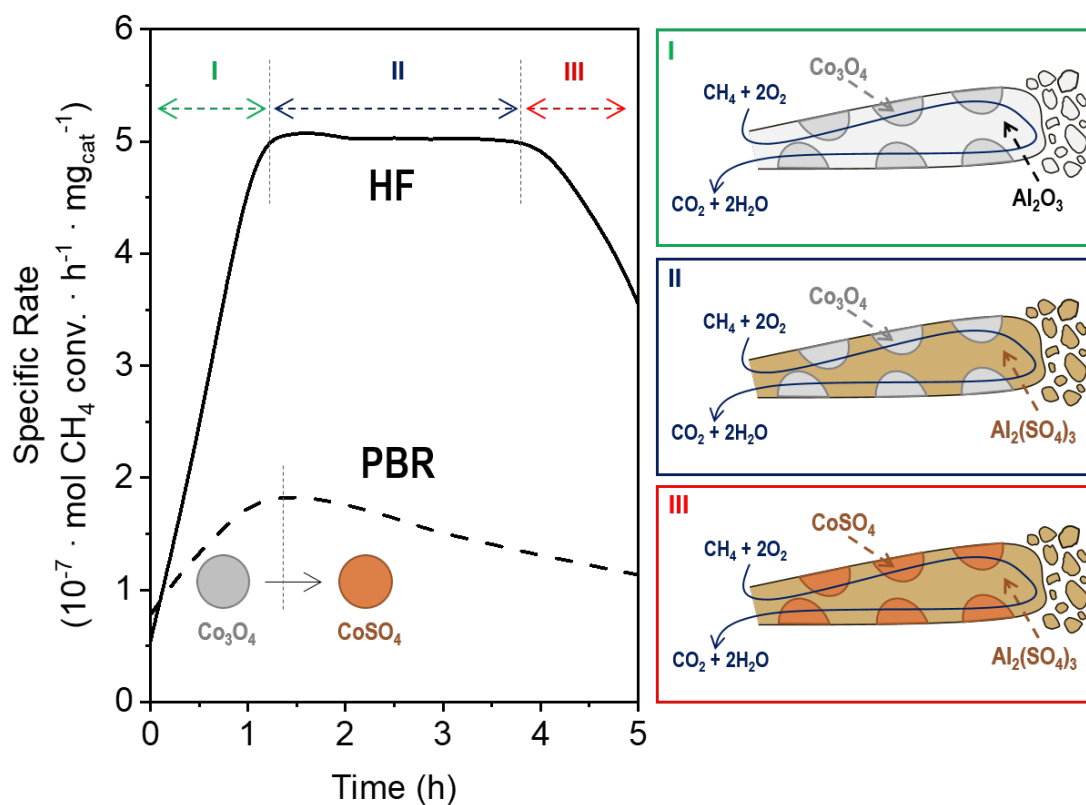 Specific Rate
(10⁻⁷ · mol CH₄ conv. · h⁻¹ · mg_cat⁻¹)
6
5
4
3
2
1
0
I
II
III
HF
PBR
Co₃O₄
CoSO₄
0
1
2
3
4
5
Time (h)
I
Co₃O₄
CH₄ + 2O₂
CO₂ + 2H₂O
Al₂O₃
II
Co₃O₄
CH₄ + 2O₂
CO₂ + 2H₂O
Al₂(SO₄)₃
III
CoSO₄
CH₄ + 2O₂
CO₂ + 2H₂O
Al₂(SO₄)₃